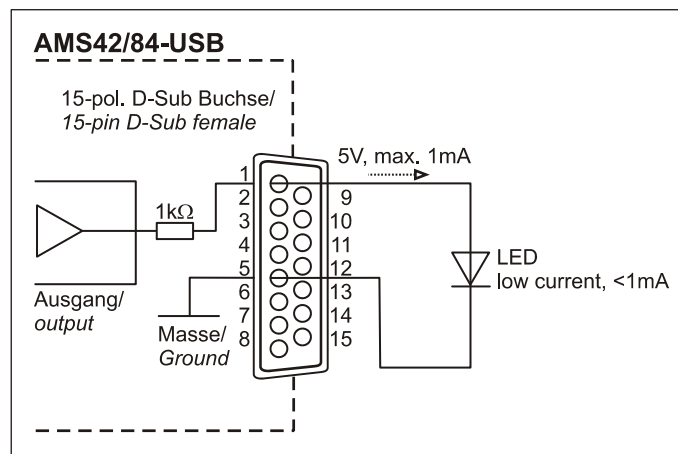 AMS42/84-USB
15-pol. D-Sub Buchse/
15-pin D-Sub female
5V, max. 1mA
1
2
3
4
5
6
7
8
9
10
11
12
13
14
15
1kΩ
LED
low current, <1mA
Ausgang/
output
Masse/
Ground